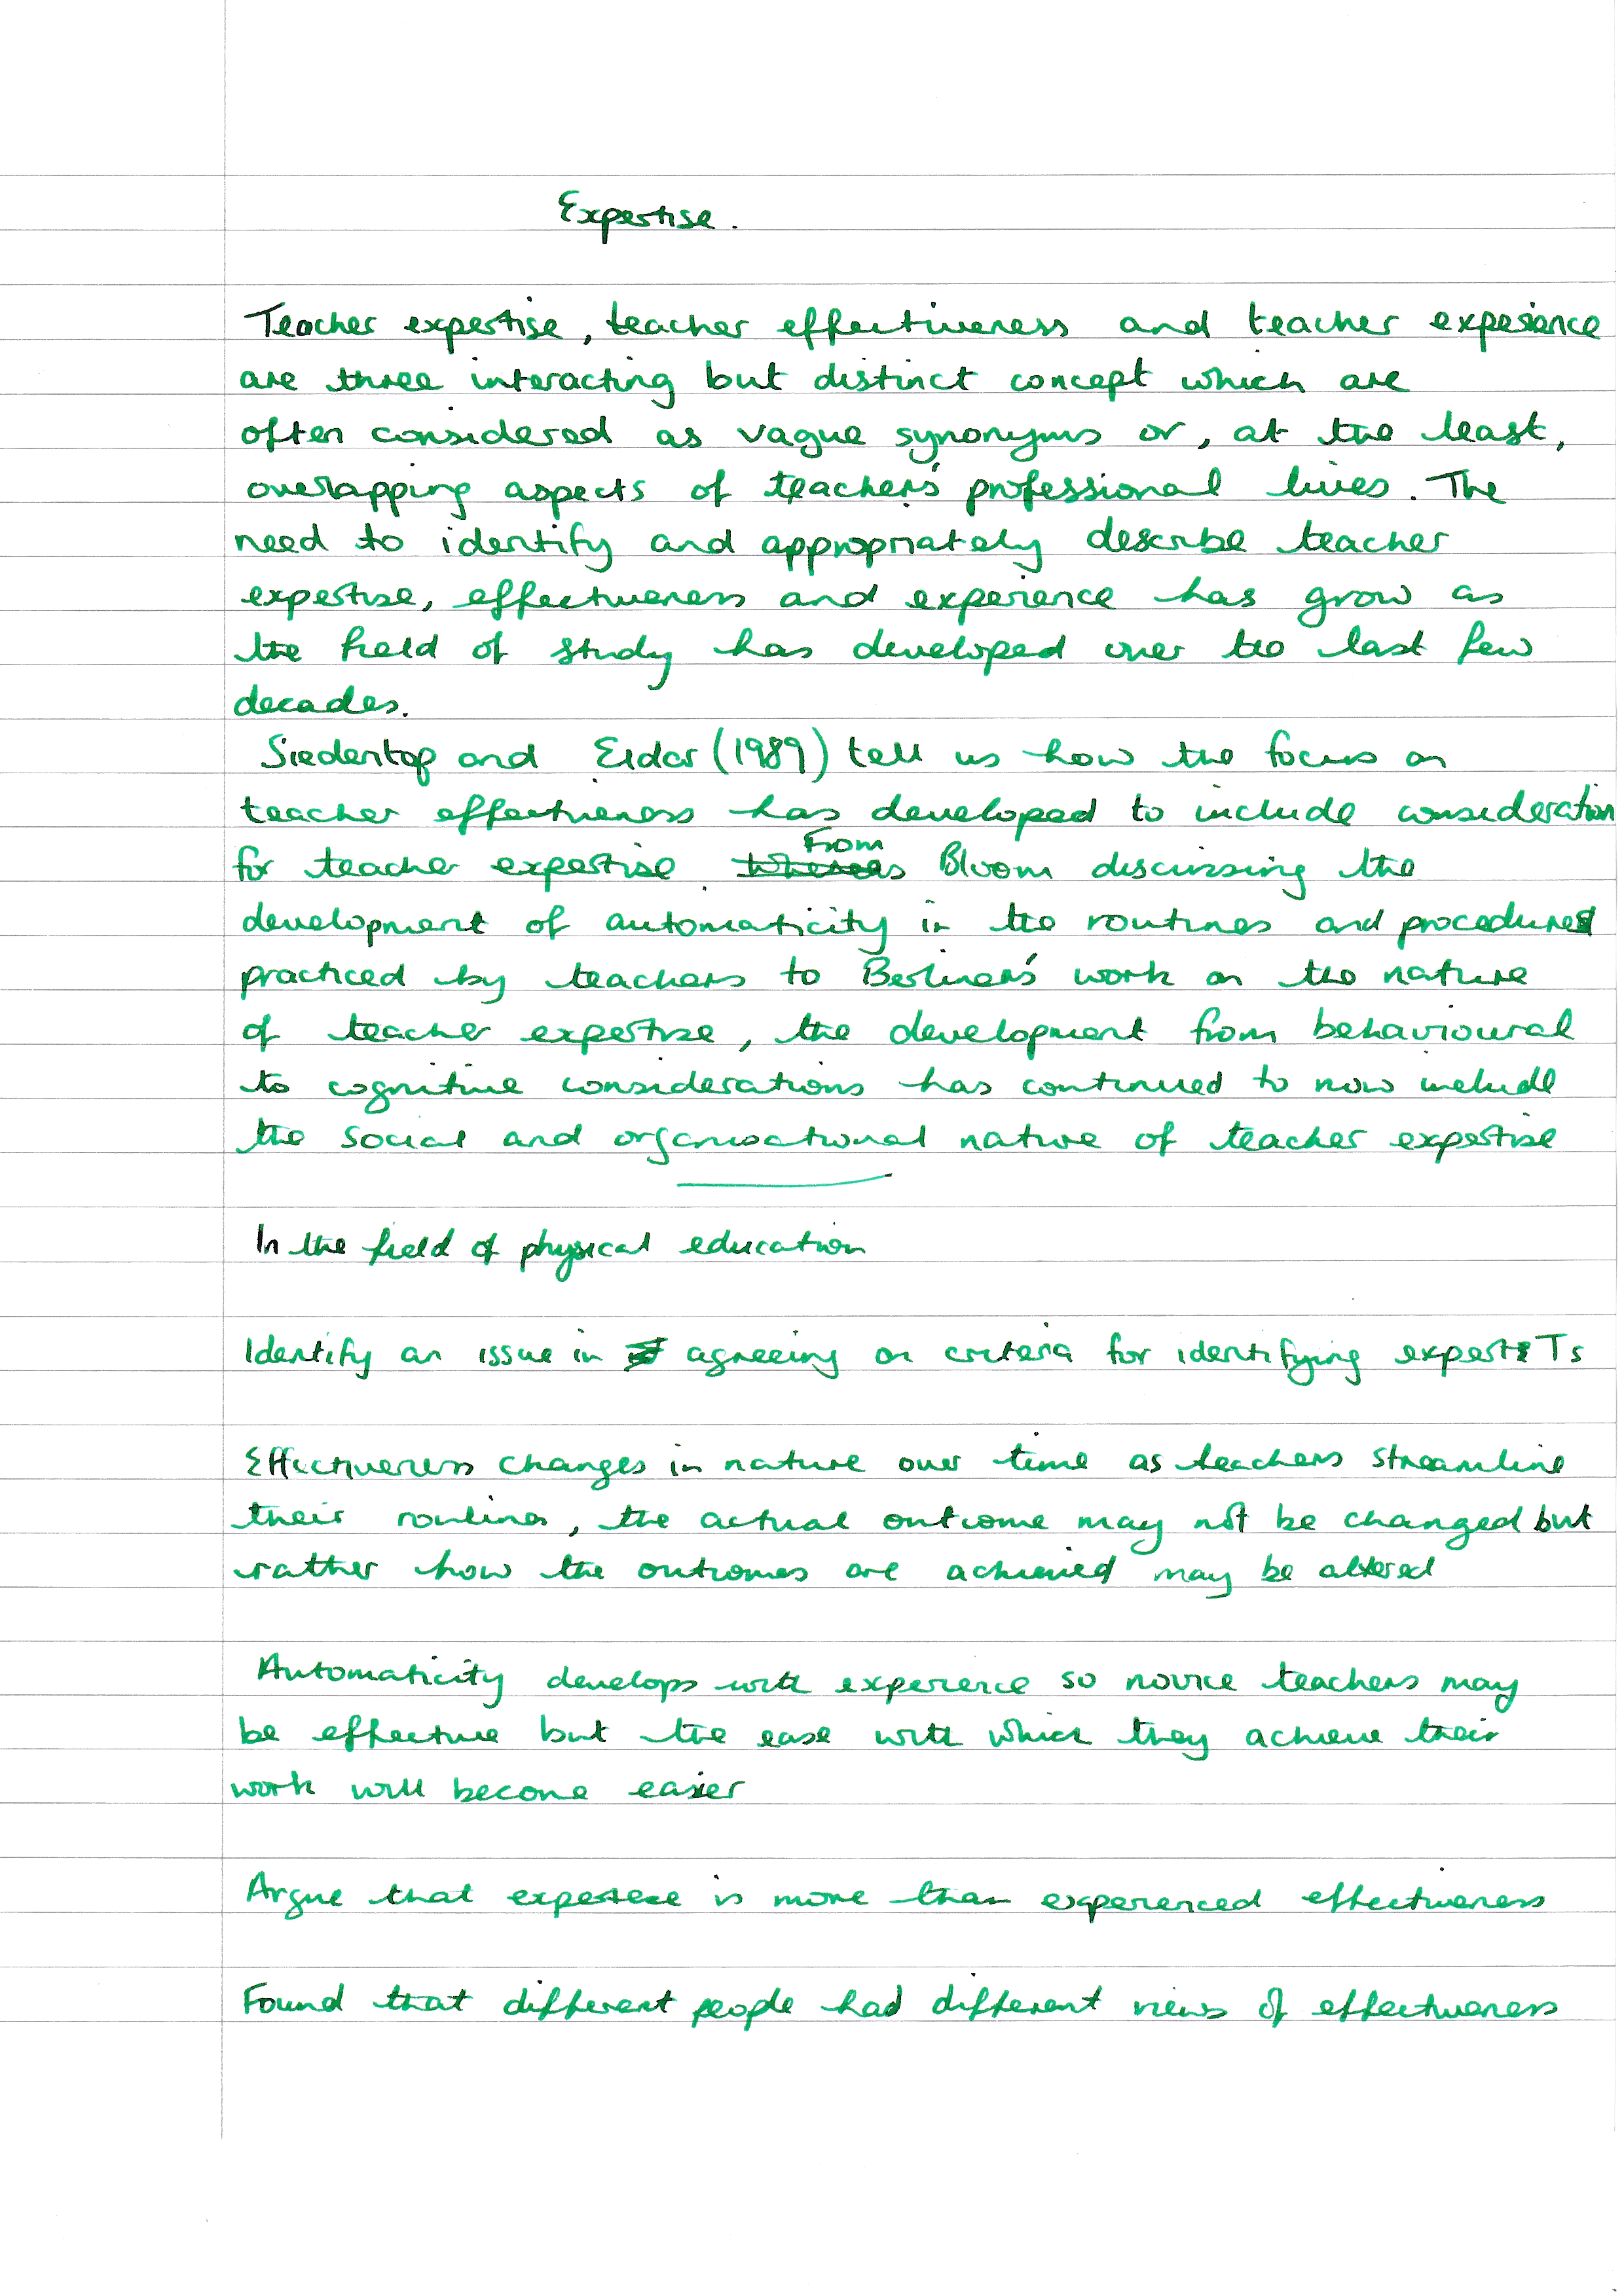 Expertise.
Teacher expertise, teacher effectiveness and teacher experience
are three interacting but distinct concept which are
often considered as vague synonyms or, at the least,
overlapping aspects of teacher's professional lives. The
need to identify and appropriately describe teacher
expertise, effectiveness and experience has grow as
the field of study has developed over the last few
decades.
Siedentop and Eldar (1989) tell us how the focus on
teacher effectiveness has developed to include consideration
for teacher expertise. From
whereas Bloom discussing the
development of automaticity in the routines and procedures
practiced by teachers to Berliner's work on the nature
of teacher expertise, the development from behavioural
to cognitive considerations has continued to now include
the social and organisational nature of teacher expertise
In the field of physical education
Identify an issue in agreeing on criteria for identifying expert Ts
Effectiveness changes in nature over time as teachers streamline
their routines, the actual outcome may not be changed but
rather how the outcomes are achieved may be altered
Automaticity develops with experience so novice teachers may
be effective but the ease with which they achieve their
work will become easier
Argue that is more than experienced effectiveness
Found that different people had different views of effectiveness